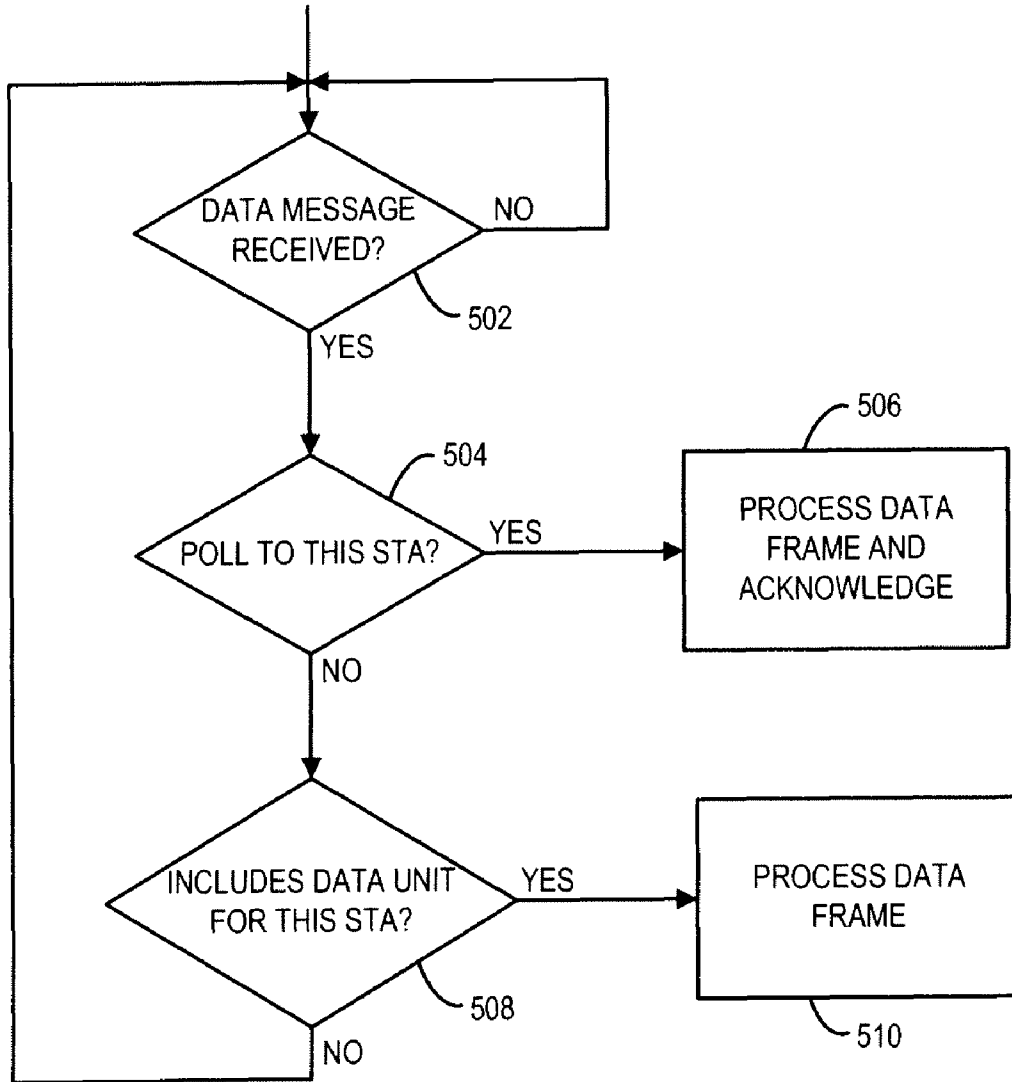 DATA MESSAGE
RECEIVED?
NO
502
YES
506
504
POLL TO THIS STA?
YES
PROCESS DATA
FRAME AND
ACKNOWLEDGE
NO
INCLUDES DATA UNIT
FOR THIS STA?
YES
PROCESS DATA
FRAME
508
510
NO